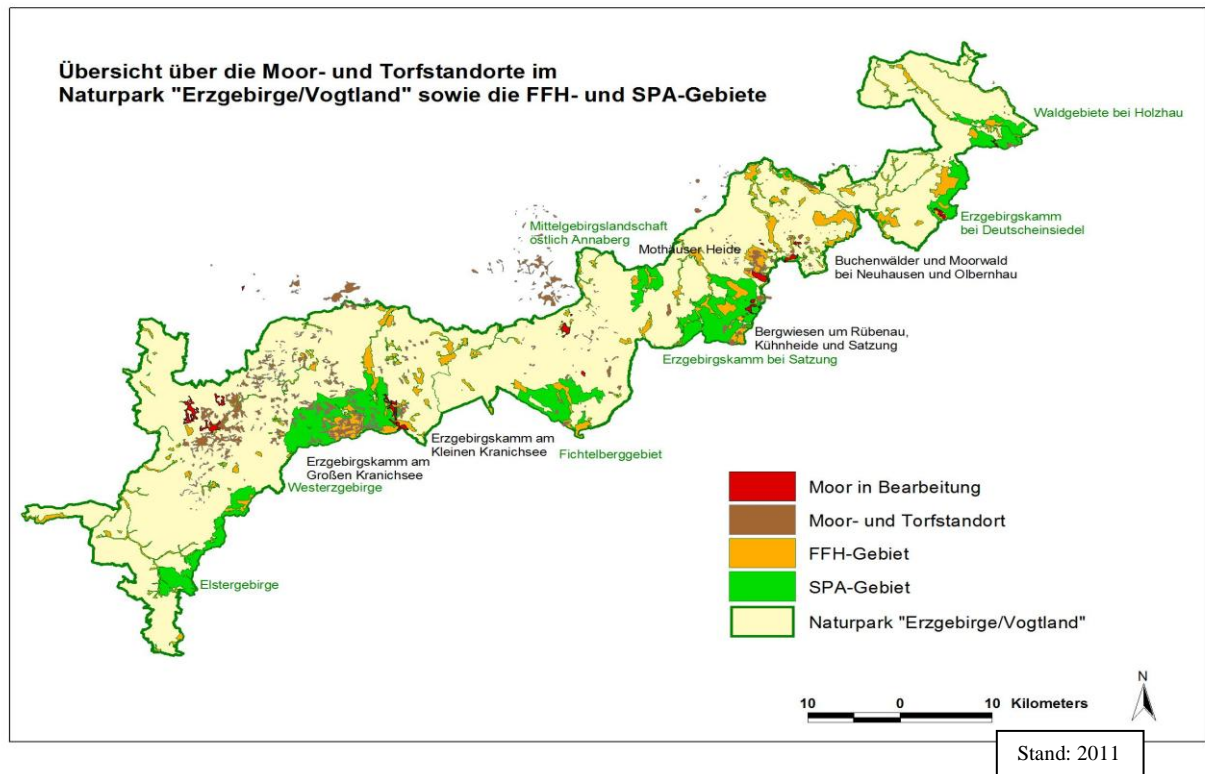 Übersicht über die Moor- und Torfstandorte im
Naturpark "Erzgebirge/Vogtland" sowie die FFH- und SPA-Gebiete
Waldgebiete bei Holzhau
Mittelgebirgslandschaft
östlich Annaberg
Mothäuser Heide
Erzgebirgskamm
bei Deutscheinsiedel
Buchenwälder und Moorwald
bei Neuhausen und Olbernhau
Bergwiesen um Rübenau,
Kühnheide und Satzung
Erzgebirgskamm bei Satzung
Erzgebirgskamm am
Kleinen Kranichsee
Fichtelberggebiet
Erzgebirgskamm am
Großen Kranichsee
Westerzgebirge
Elstergebirge
Moor in Bearbeitung
Moor- und Torfstandort
FFH-Gebiet
SPA-Gebiet
Naturpark "Erzgebirge/Vogtland"
N
10 0 10 Kilometers
Stand: 2011